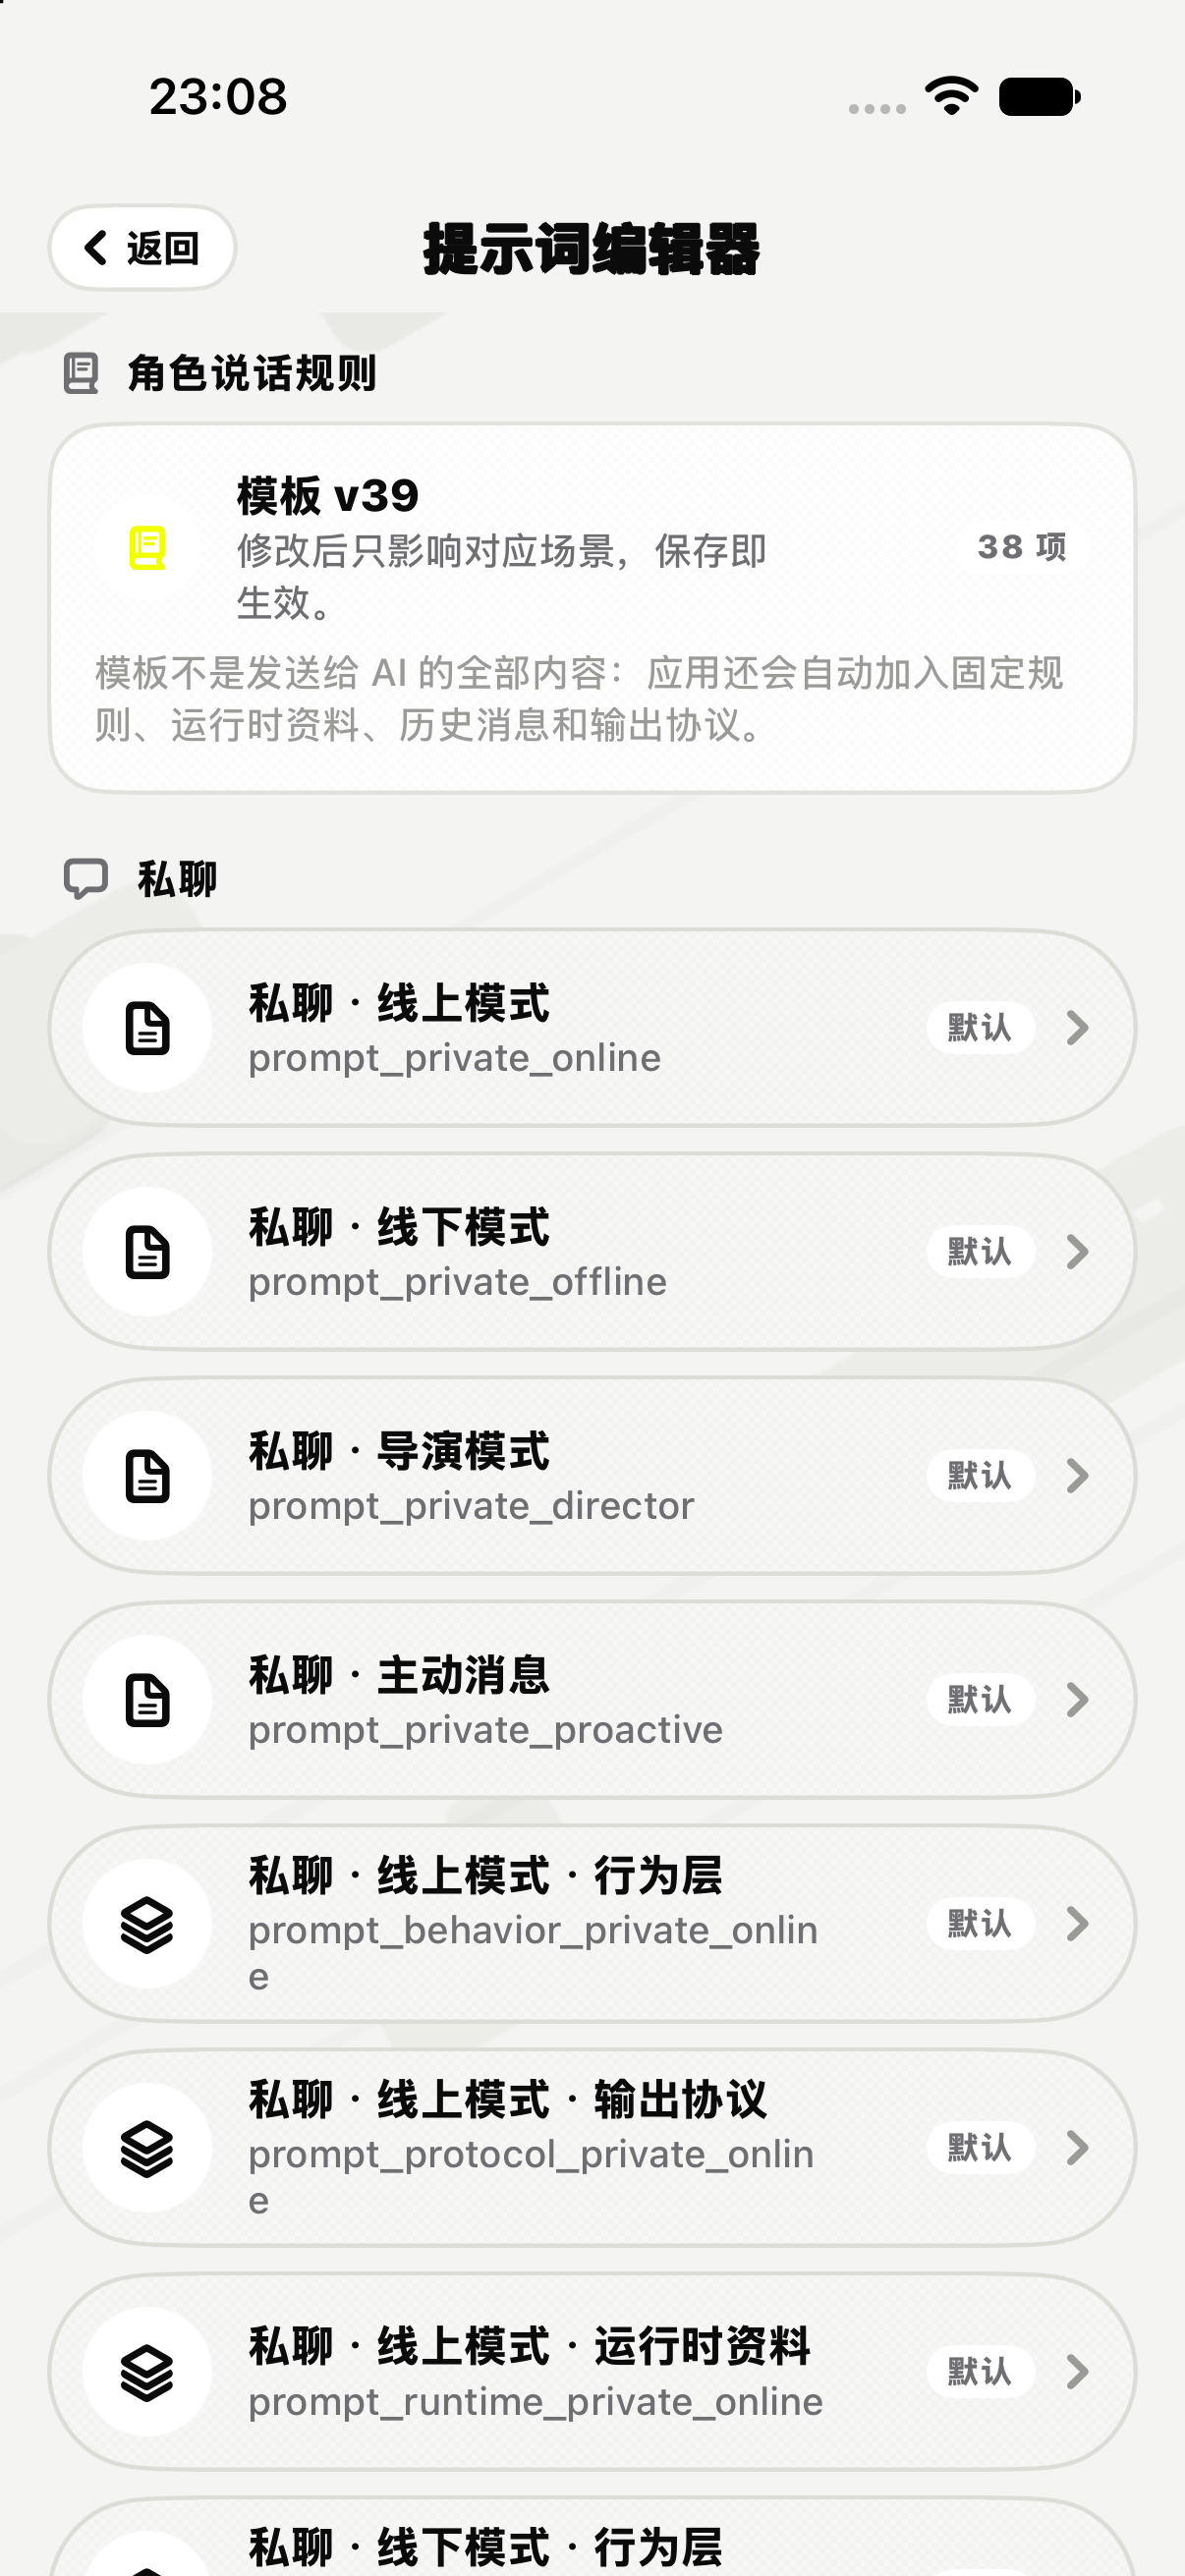 23:08
返回
提示词编辑器
角色说话规则
模板 v39
修改后只影响对应场景，保存即
生效。
38 项
模板不是发送给 AI 的全部内容：应用还会自动加入固定规
则、运行时资料、历史消息和输出协议。
私聊
私聊 · 线上模式
prompt_private_online
默认
私聊 · 线下模式
prompt_private_offline
默认
私聊 · 导演模式
prompt_private_director
默认
私聊 · 主动消息
prompt_private_proactive
默认
私聊 · 线上模式 · 行为层
prompt_behavior_private_onlin
e
默认
私聊 · 线上模式 · 输出协议
prompt_protocol_private_onlin
e
默认
私聊 · 线上模式 · 运行时资料
prompt_runtime_private_online
默认
私聊 · 线下模式 · 行为层